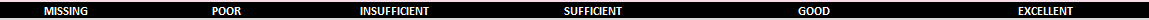 MISSING POOR INSUFFICIENT SUFFICIENT GOOD EXCELLENT